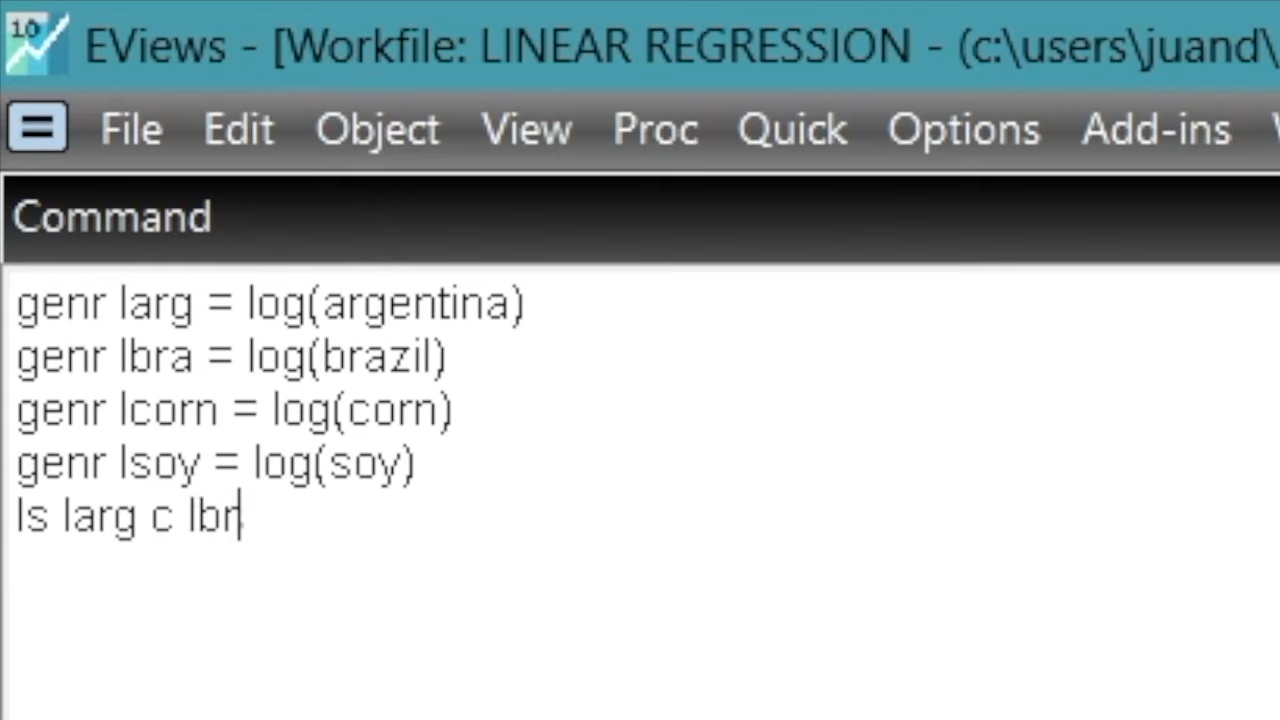 10
EViews - [Workfile: LINEAR REGRESSION - (c:\users\juand\
File Edit Object View Proc Quick Options Add-ins
Command
genr larg = log(argentina)
genr lbra = log(brazil)
genr lcorn = log(corn)
genr lsoy = log(soy)
ls larg c lbr